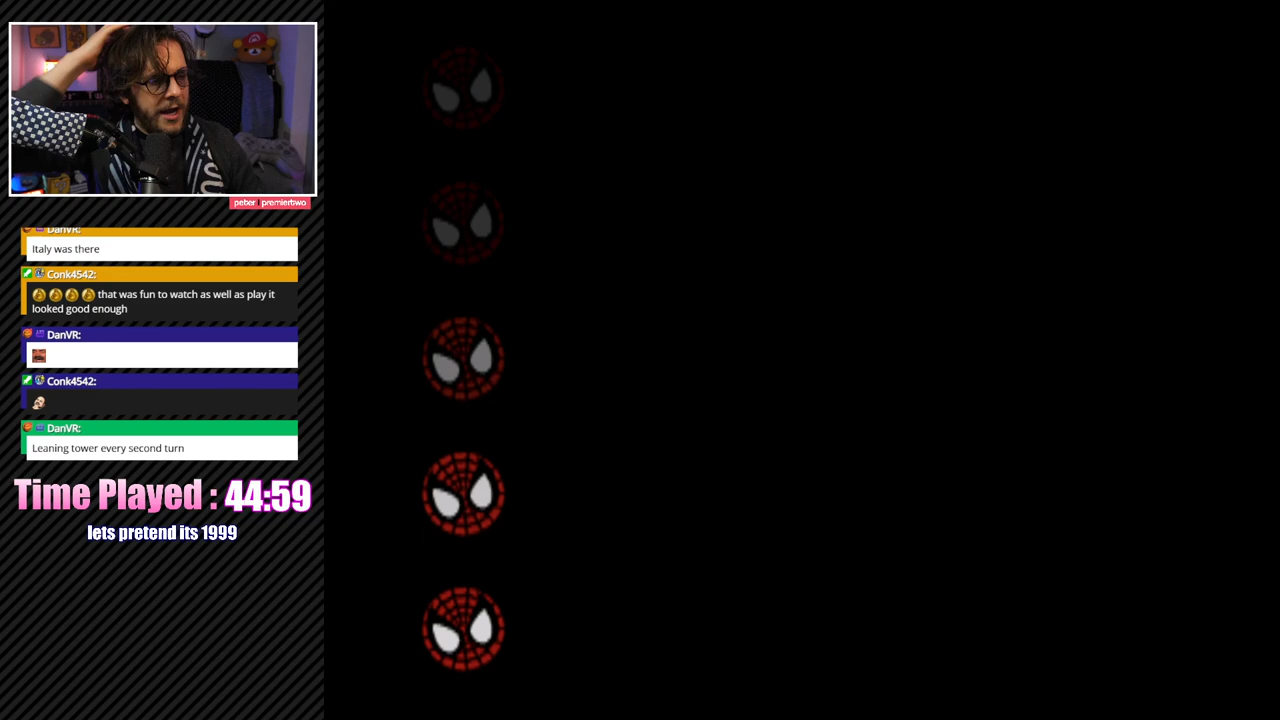 peter | premiertwo
DanVR:
Italy was there
Conk4542:
that was fun to watch as well as play it
looked good enough
DanVR:
Conk4542:
DanVR:
Leaning tower every second turn
Time Played : 44:59
lets pretend its 1999